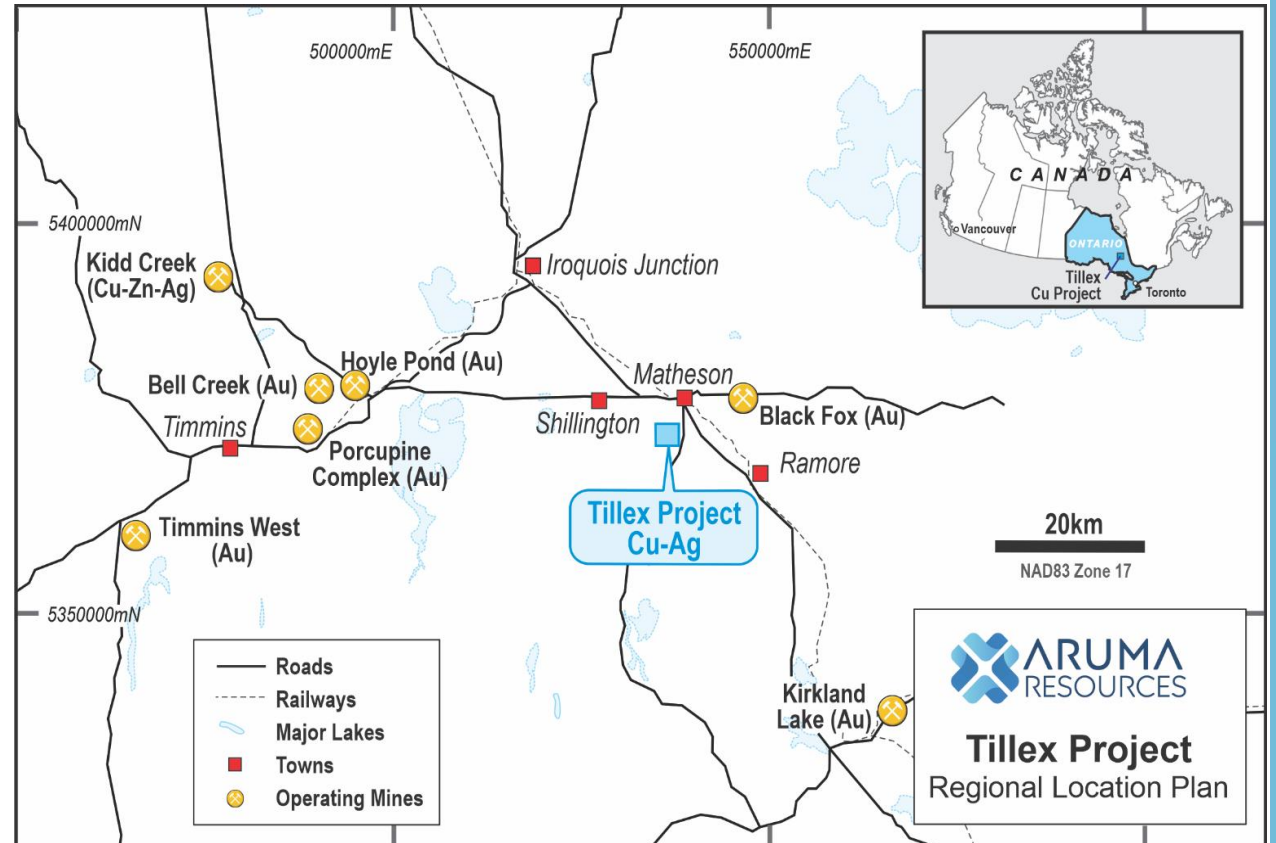 500000mE
550000mE
CANADA
Vancouver
ONTARIO
Tillex
Cu Project
Toronto
5400000mN
Kidd Creek
(Cu-Zn-Ag)
Iroquois Junction
Hoyle Pond (Au)
Bell Creek (Au)
Matheson
Timmins
Shillington
Black Fox (Au)
Porcupine
Complex (Au)
Ramore
Tillex Project
Cu-Ag
Timmins West
(Au)
20km
NAD83 Zone 17
5350000mN
Roads
Railways
Major Lakes
Towns
Operating Mines
Kirkland
Lake (Au)
ARUMA
RESOURCES
Tillex Project
Regional Location Plan